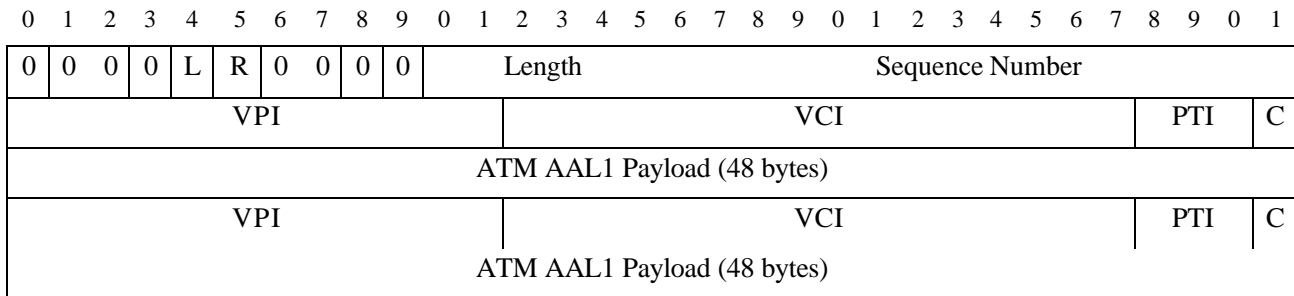 0 1 2 3 4 5 6 7 8 9 0 1 2 3 4 5 6 7 8 9 0 1 2 3 4 5 6 7 8 9 0 1
0 0 0 0 L R 0 0 0 0 Length Sequence Number
VPI VCI PTI C
ATM AAL1 Payload (48 bytes)
VPI VCI PTI C
ATM AAL1 Payload (48 bytes)